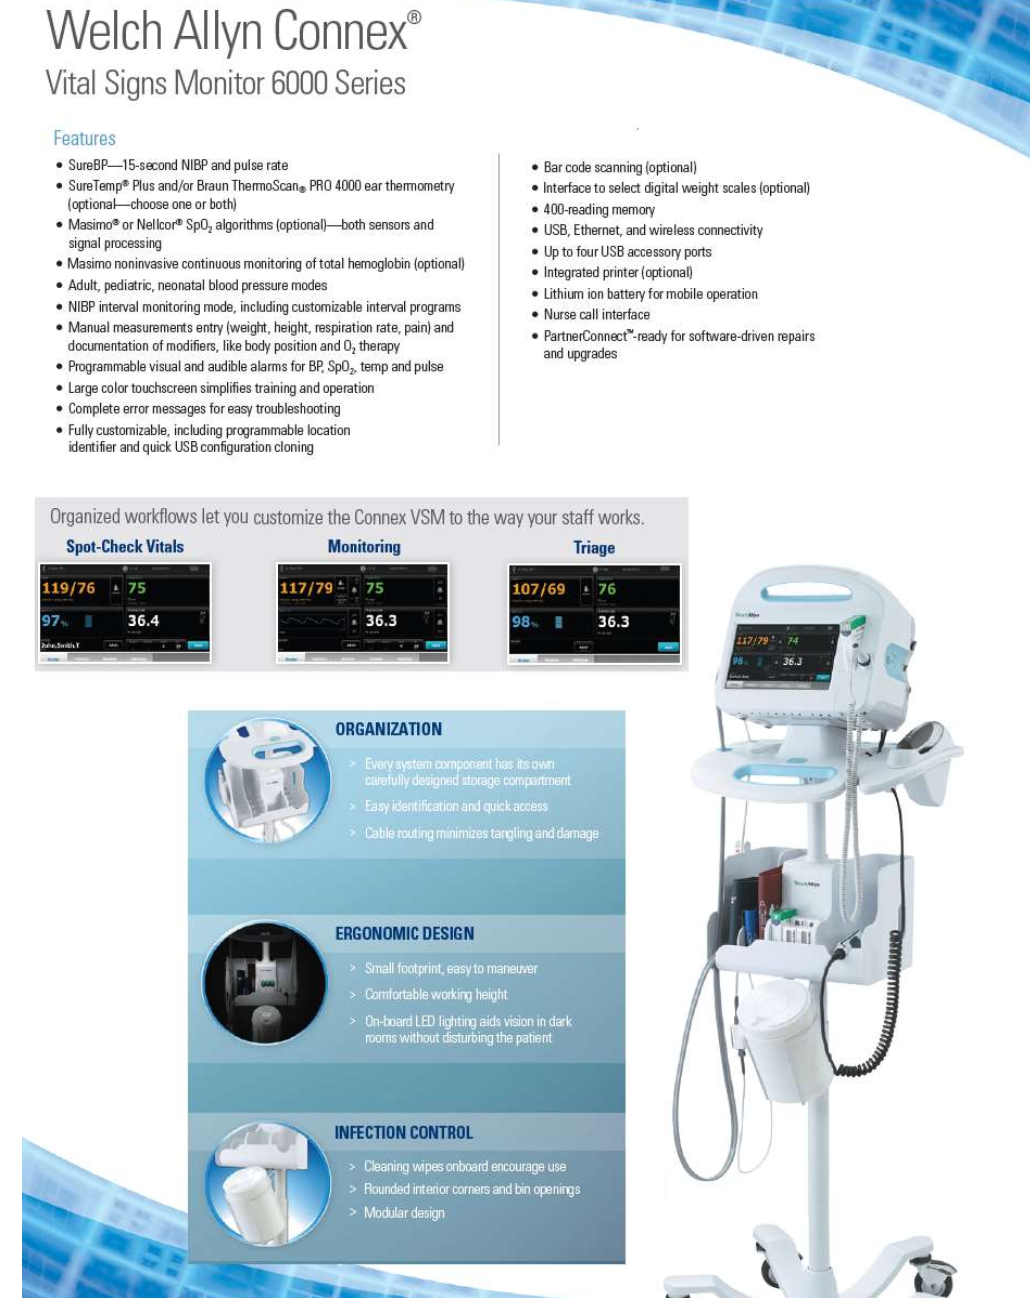 Welch Allyn Connex®
Vital Signs Monitor 6000 Series
Features
• SureBP—15-second NIBP and pulse rate
• SureTemp® Plus and/or Braun ThermoScan® PRO 4000 ear thermometry
(optional—choose one or both)
• Masimo® or Nellcor® SpO₂ algorithms (optional)—both sensors and
signal processing
• Masimo noninvasive continuous monitoring of total hemoglobin (optional)
• Adult, pediatric, neonatal blood pressure modes
• NIBP interval monitoring mode, including customizable interval programs
• Manual measurements entry (weight, height, respiration rate, pain) and
documentation of modifiers, like body position and O₂ therapy
• Programmable visual and audible alarms for BP, SpO₂, temp and pulse
• Large color touchscreen simplifies training and operation
• Complete error messages for easy troubleshooting
• Fully customizable, including programmable location
identifier and quick USB configuration cloning
• Bar code scanning (optional)
• Interface to select digital weight scales (optional)
• 400-reading memory
• USB, Ethernet, and wireless connectivity
• Up to four USB accessory ports
• Integrated printer (optional)
• Lithium ion battery for mobile operation
• Nurse call interface
• PartnerConnect™-ready for software-driven repairs
and upgrades
Organized workflows let you customize the Connex VSM to the way your staff works.
Spot-Check Vitals
119/76 75
97% 36.4
John, Smith, T
Monitoring
117/79 75
36.3
Triage
107/69 76
98% 36.3
WelchAllyn
117/79 74
98% 36.3
WelchAllyn
ORGANIZATION
> Every system component has its own
carefully designed storage compartment
> Easy identification and quick access
> Cable routing minimizes tangling and damage
ERGONOMIC DESIGN
> Small footprint, easy to maneuver
> Comfortable working height
> On-board LED lighting aids vision in dark
rooms without disturbing the patient
INFECTION CONTROL
> Cleaning wipes onboard encourage use
> Rounded interior corners and bin openings
> Modular design